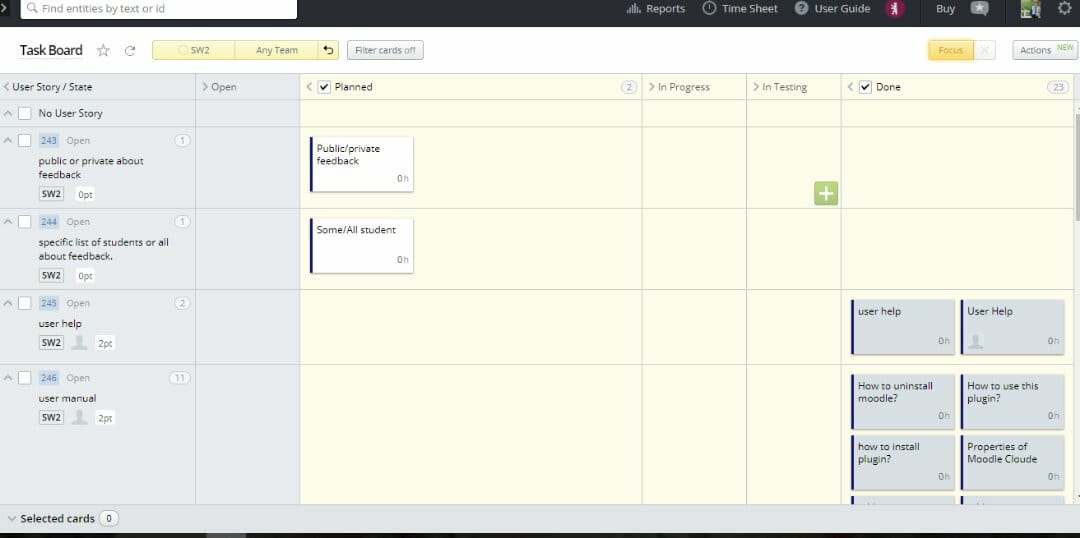 Find entities by text or id
Reports
Time Sheet
User Guide
Buy
Task Board
SW2
Any Team
Filter cards off
Focus
Actions NEW
User Story / State
Open
Planned
2
In Progress
In Testing
Done
23
No User Story
243 Open 1
public or private about
feedback
SW2 0pt
Public/private
feedback
0h
244 Open 1
specific list of students or all
about feedback.
SW2 0pt
Some/All student
0h
245 Open 2
user help
SW2 2pt
user help
0h
User Help
0h
246 Open 11
user manual
SW2 2pt
How to uninstall
moodle?
0h
How to use this
plugin?
0h
how to install
plugin?
0h
Properties of
Moodle Cloude
0h
Selected cards 0